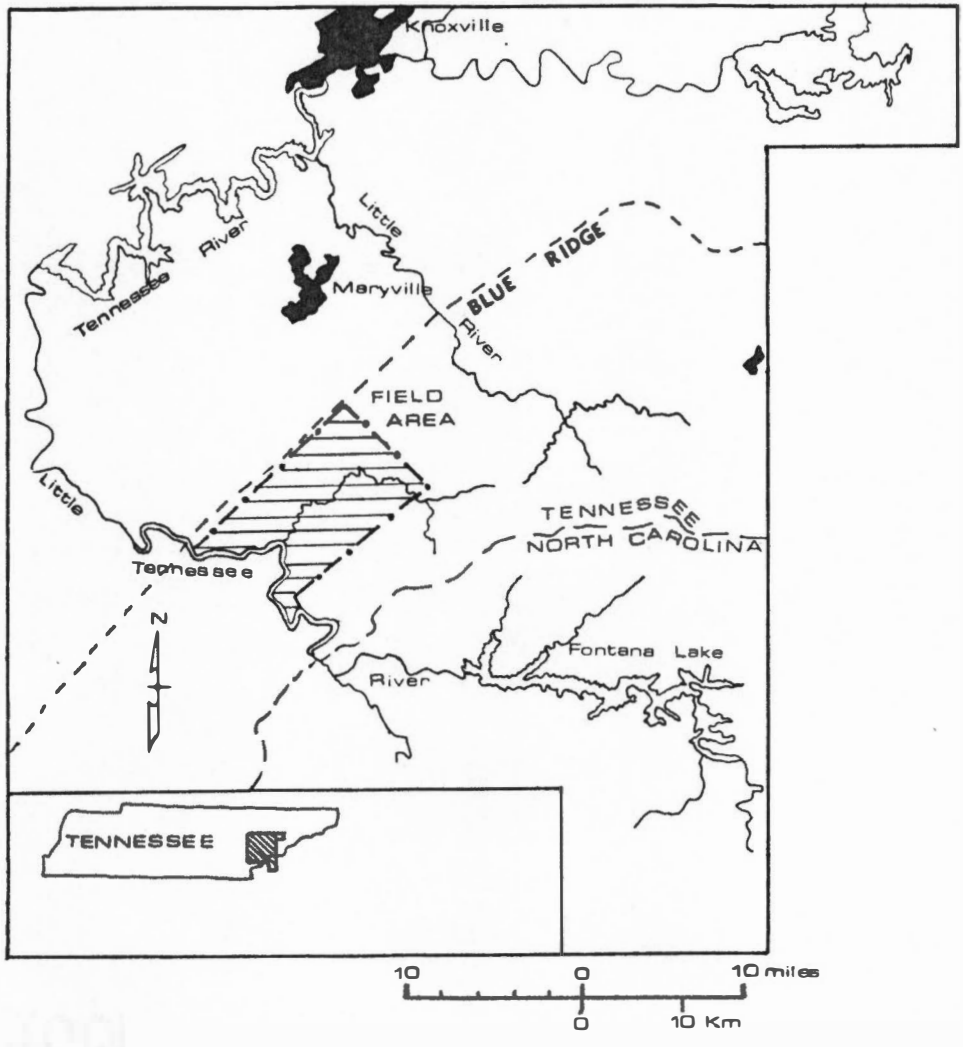 Knoxville
Little
River
Tennessee
River
BLUE RIDGE
Maryville
FIELD
AREA
Little
Tennessee
River
TENNESSEE
NORTH CAROLINA
N
Fontana Lake
TENNESSEE
10 0 10 miles
0 10 Km